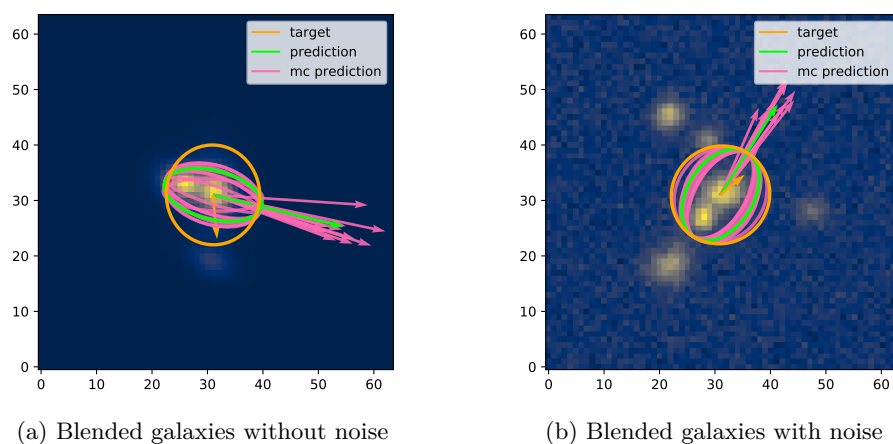 60
50
40
30
20
10
0
0 10 20 30 40 50 60
target
prediction
mc prediction
(a) Blended galaxies without noise
60
50
40
30
20
10
0
0 10 20 30 40 50 60
target
prediction
mc prediction
(b) Blended galaxies with noise